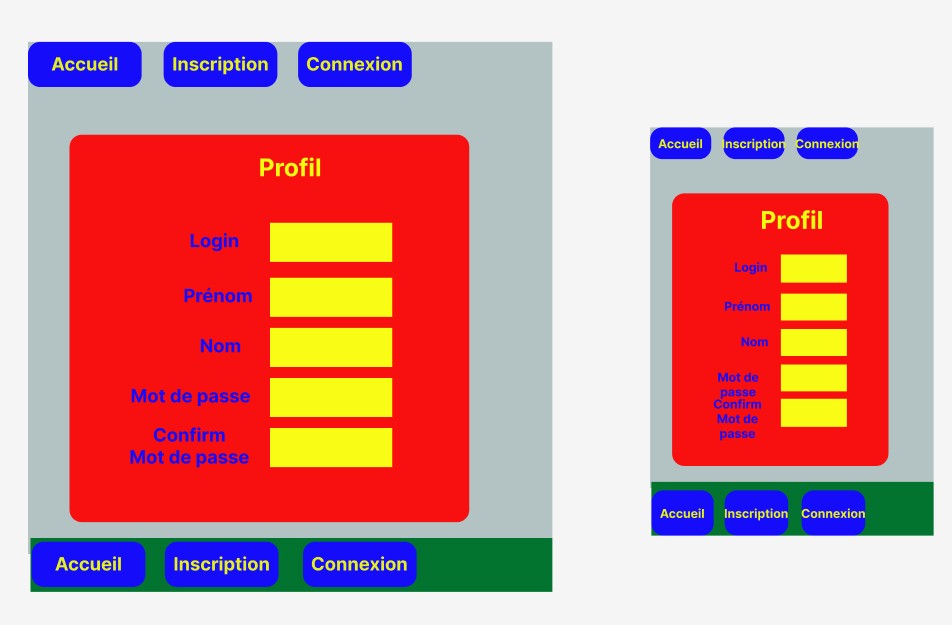 Accueil Inscription Connexion
Profil
Login
Prénom
Nom
Mot de passe
Confirm
Mot de passe
Accueil Inscription Connexion
Accueil Inscription Connexion
Profil
Login
Prénom
Nom
Mot de
passe
Confirm
Mot de
passe
Accueil Inscription Connexion